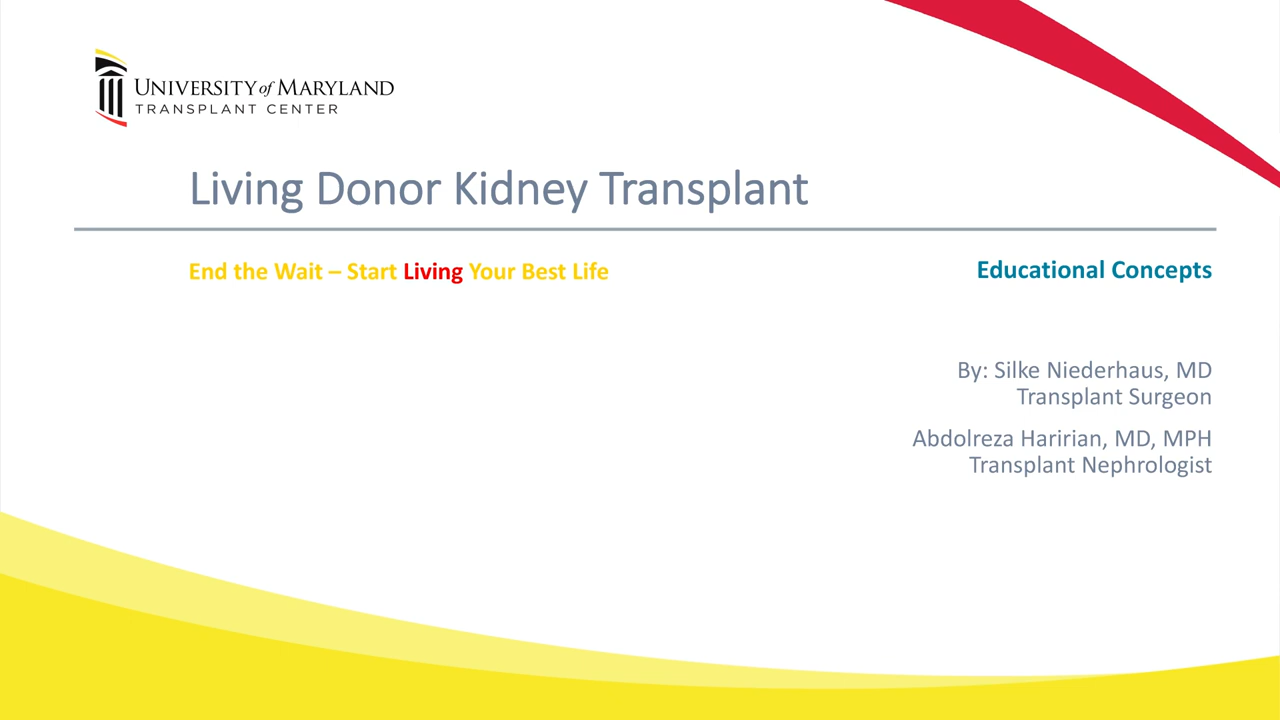 UNIVERSITY of MARYLAND
TRANSPLANT CENTER
Living Donor Kidney Transplant
End the Wait – Start Living Your Best Life
Educational Concepts
By: Silke Niederhaus, MD
Transplant Surgeon
Abdolreza Haririan, MD, MPH
Transplant Nephrologist